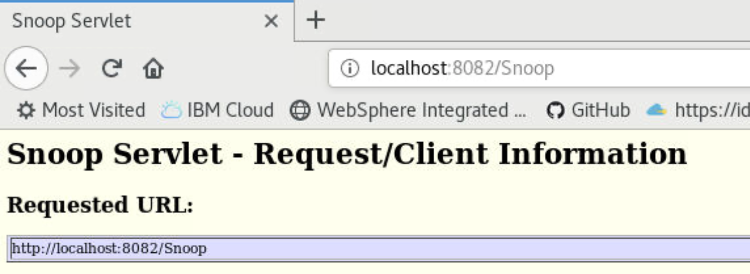 Snoop Servlet
localhost:8082/Snoop
Most Visited IBM Cloud WebSphere Integrated ... GitHub https://id
Snoop Servlet - Request/Client Information
Requested URL:
http://localhost:8082/Snoop